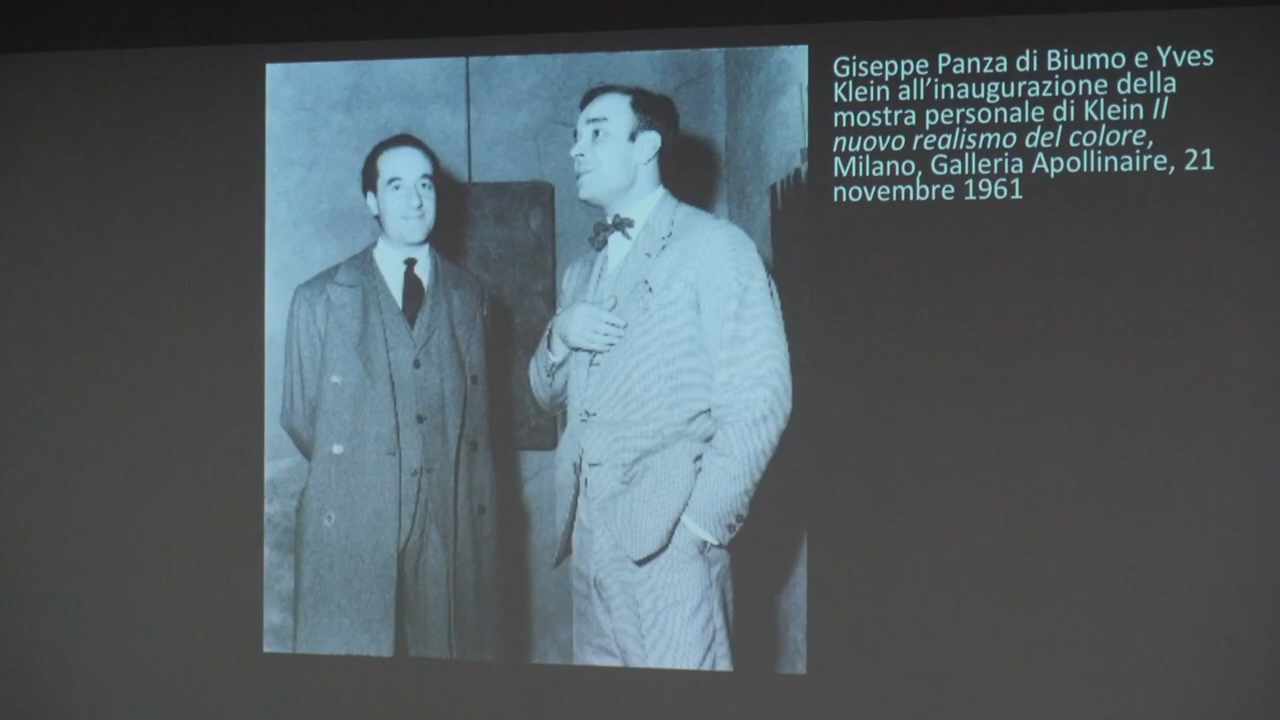 Giseppe Panza di Biumo e Yves
Klein all’inaugurazione della
mostra personale di Klein Il
nuovo realismo del colore,
Milano, Galleria Apollinaire, 21
novembre 1961